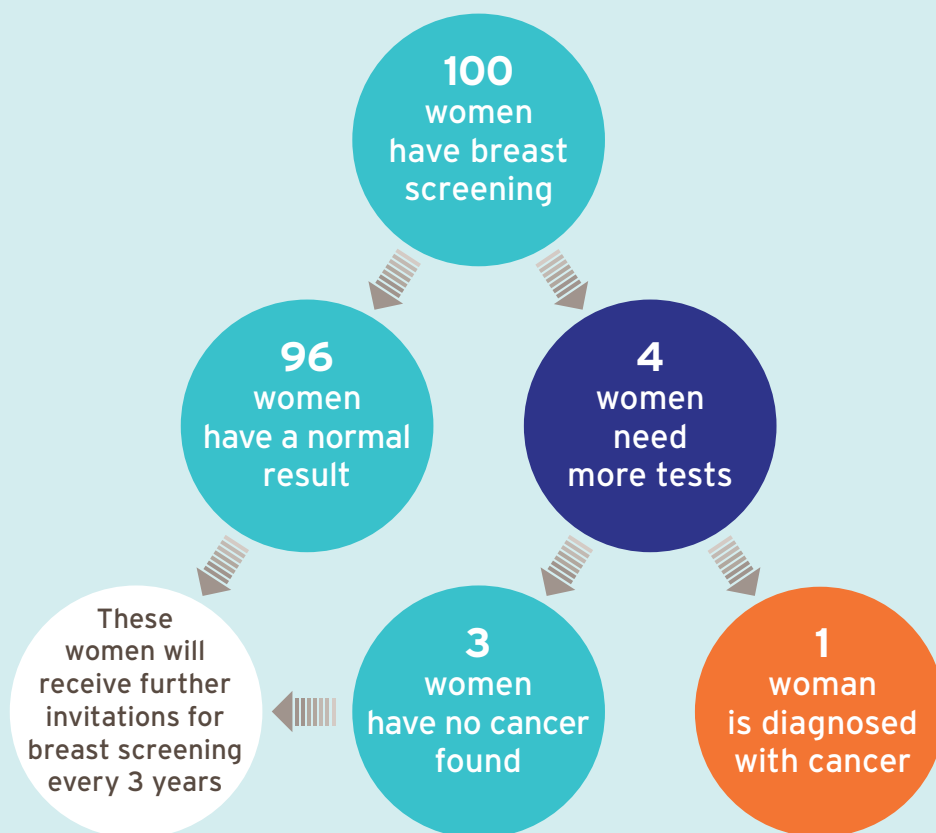 100
women
have breast
screening
96
women
have a normal
result
4
women
need
more tests
These
women will
receive further
invitations for
breast screening
every 3 years
3
women
have no cancer
found
1
woman
is diagnosed
with cancer